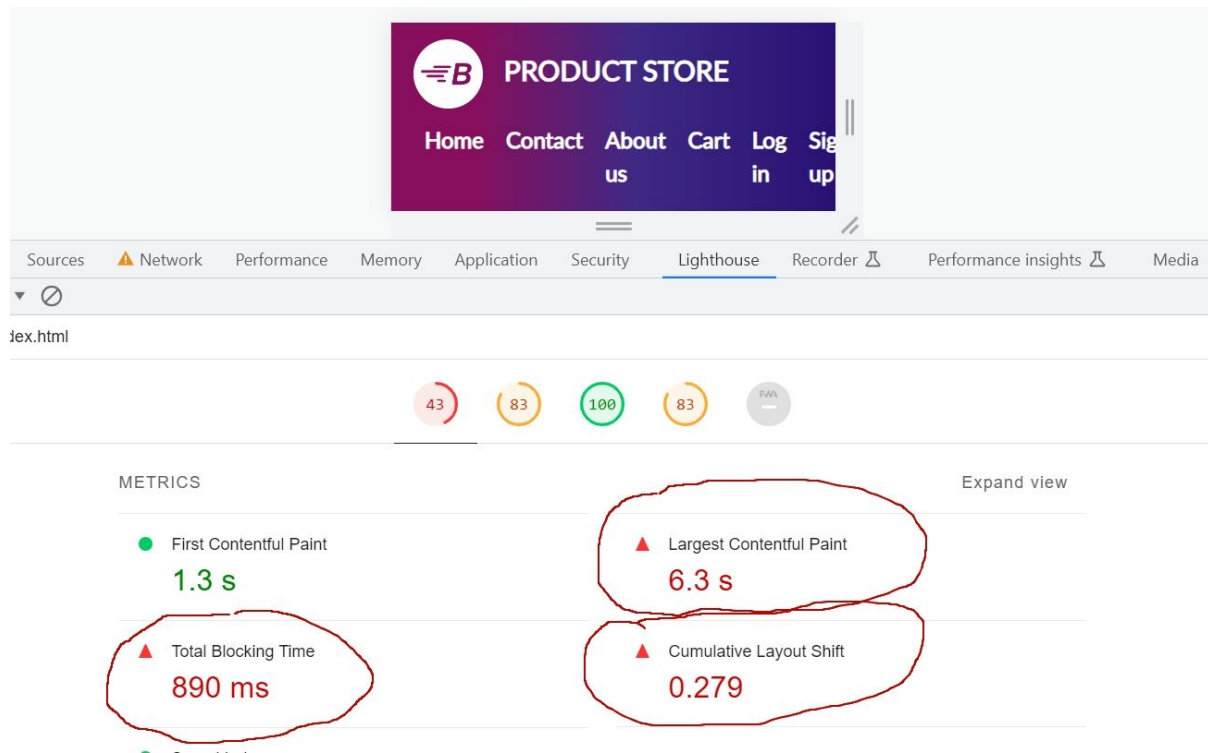 B PRODUCT STORE
Home Contact About us Cart Log in Sig up
Sources Network Performance Memory Application Security Lighthouse Recorder Performance insights Media
dex.html
43 83 100 83 PWA
METRICS Expand view
First Contentful Paint
1.3 s
Largest Contentful Paint
6.3 s
Total Blocking Time
890 ms
Cumulative Layout Shift
0.279